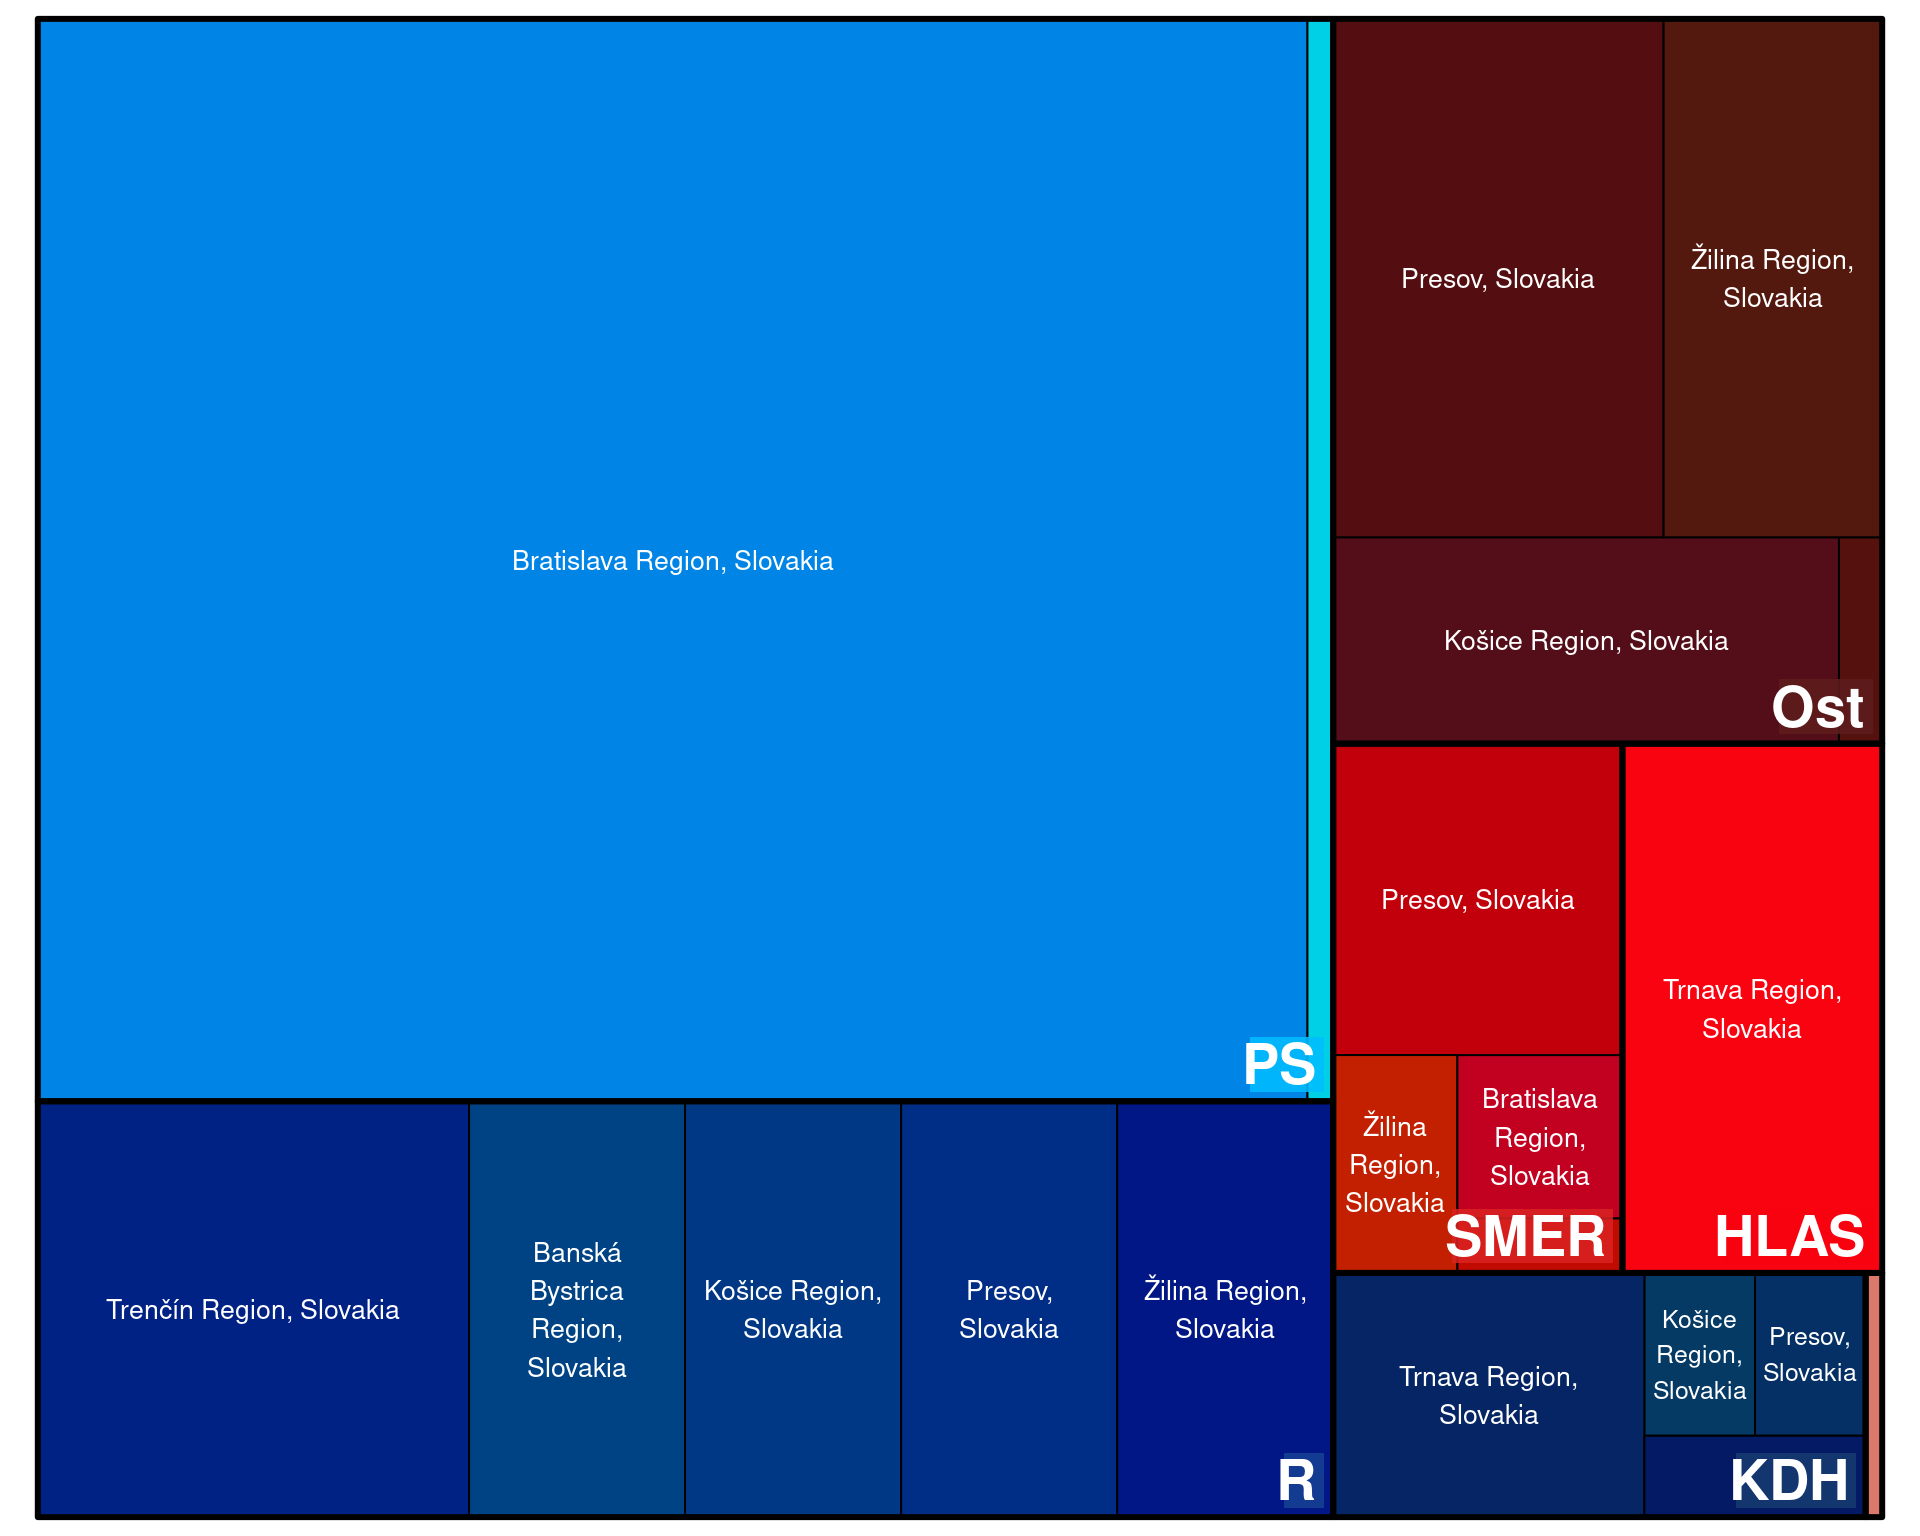 Bratislava Region, Slovakia
PS
Trenčín Region, Slovakia
Banská
Bystrica
Region,
Slovakia
Košice Region,
Slovakia
Presov,
Slovakia
Žilina Region,
Slovakia
R
Presov, Slovakia
Žilina Region,
Slovakia
Košice Region, Slovakia
Ost
Presov, Slovakia
Žilina
Region,
Slovakia
Bratislava
Region,
Slovakia
SMER
Trnava Region,
Slovakia
HLAS
Trnava Region,
Slovakia
Košice
Region,
Slovakia
Presov,
Slovakia
KDH